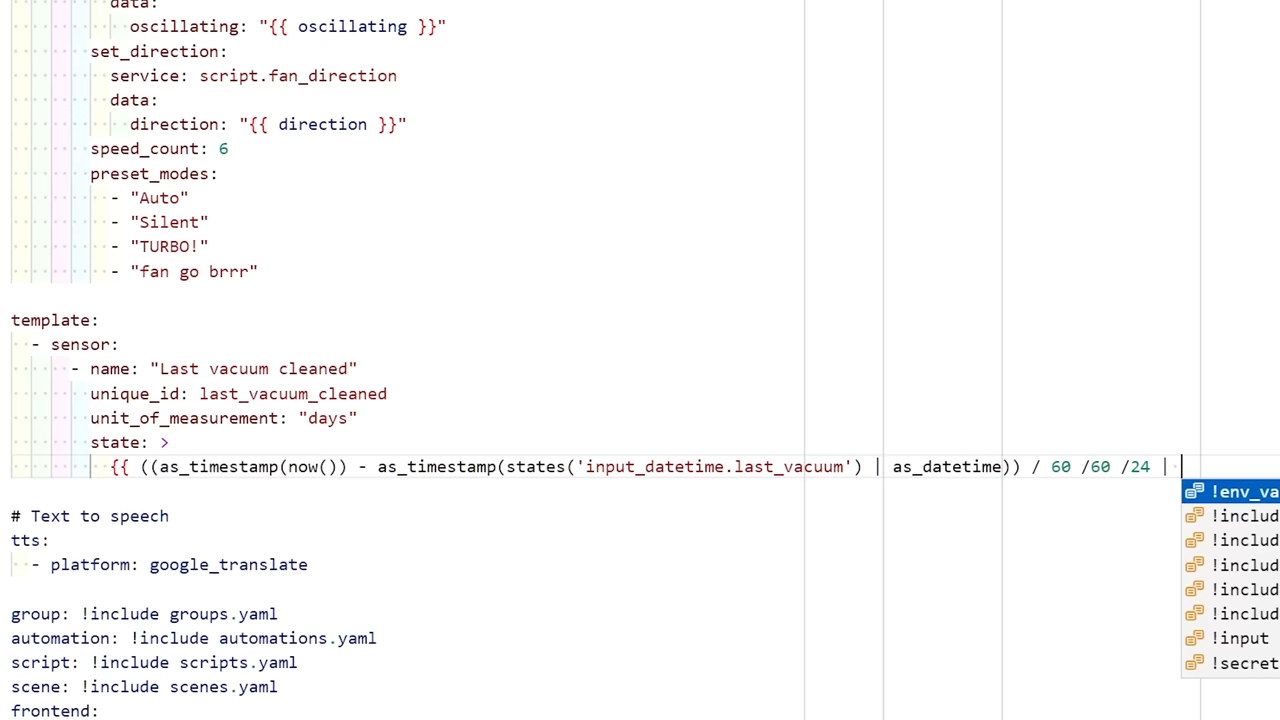 data:
oscillating: "{{ oscillating }}"
set_direction:
service: script.fan_direction
data:
direction: "{{ direction }}"
speed_count: 6
preset_modes:
- "Auto"
- "Silent"
- "TURBO!"
- "fan go brrr"
template:
- sensor:
- name: "Last vacuum cleaned"
unique_id: last_vacuum_cleaned
unit_of_measurement: "days"
state: >
{{ ((as_timestamp(now()) - as_timestamp(states('input_datetime.last_vacuum') | as_datetime)) / 60 /60 /24 |
!env_va
!includ
!includ
!includ
!includ
!includ
!input
!secret
# Text to speech
tts:
- platform: google_translate
group: !include groups.yaml
automation: !include automations.yaml
script: !include scripts.yaml
scene: !include scenes.yaml
frontend: